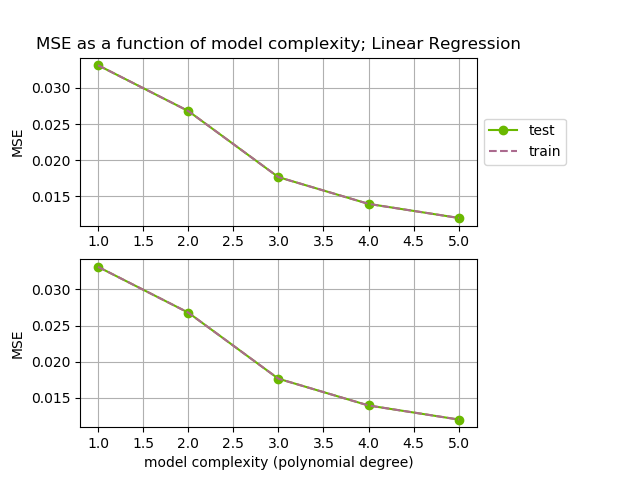 MSE as a function of model complexity; Linear Regression
0.030
0.025
0.020
0.015
MSE
1.0 1.5 2.0 2.5 3.0 3.5 4.0 4.5 5.0
test
train
0.030
0.025
0.020
0.015
MSE
1.0 1.5 2.0 2.5 3.0 3.5 4.0 4.5 5.0
model complexity (polynomial degree)